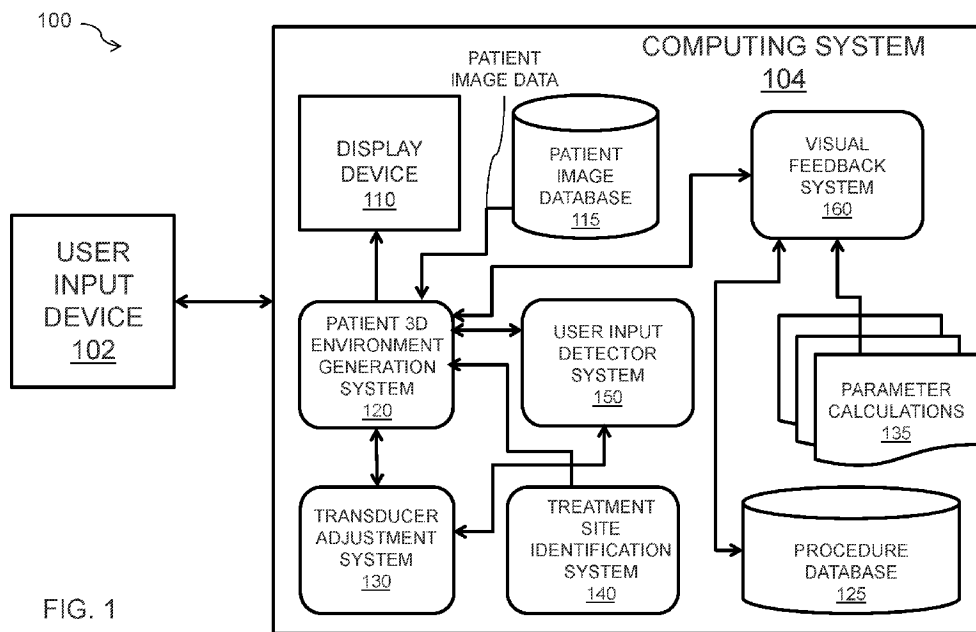 100
COMPUTING SYSTEM
104
PATIENT
IMAGE DATA
DISPLAY
DEVICE
110
PATIENT
IMAGE
DATABASE
115
VISUAL
FEEDBACK
SYSTEM
160
USER
INPUT
DEVICE
102
PATIENT 3D
ENVIRONMENT
GENERATION
SYSTEM
120
USER INPUT
DETECTOR
SYSTEM
150
PARAMETER
CALCULATIONS
135
TRANSDUCER
ADJUSTMENT
SYSTEM
130
TREATMENT
SITE
IDENTIFICATION
SYSTEM
140
PROCEDURE
DATABASE
125
FIG. 1